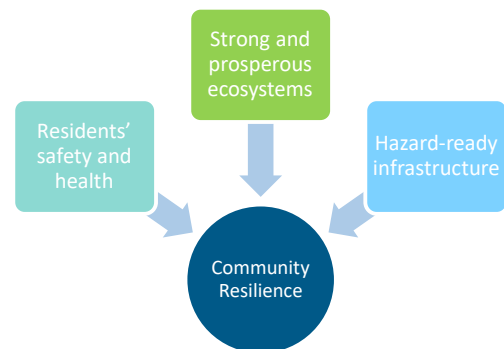 Strong and
prosperous
ecosystems
Residents’
safety and
health
Hazard-ready
infrastructure
Community
Resilience